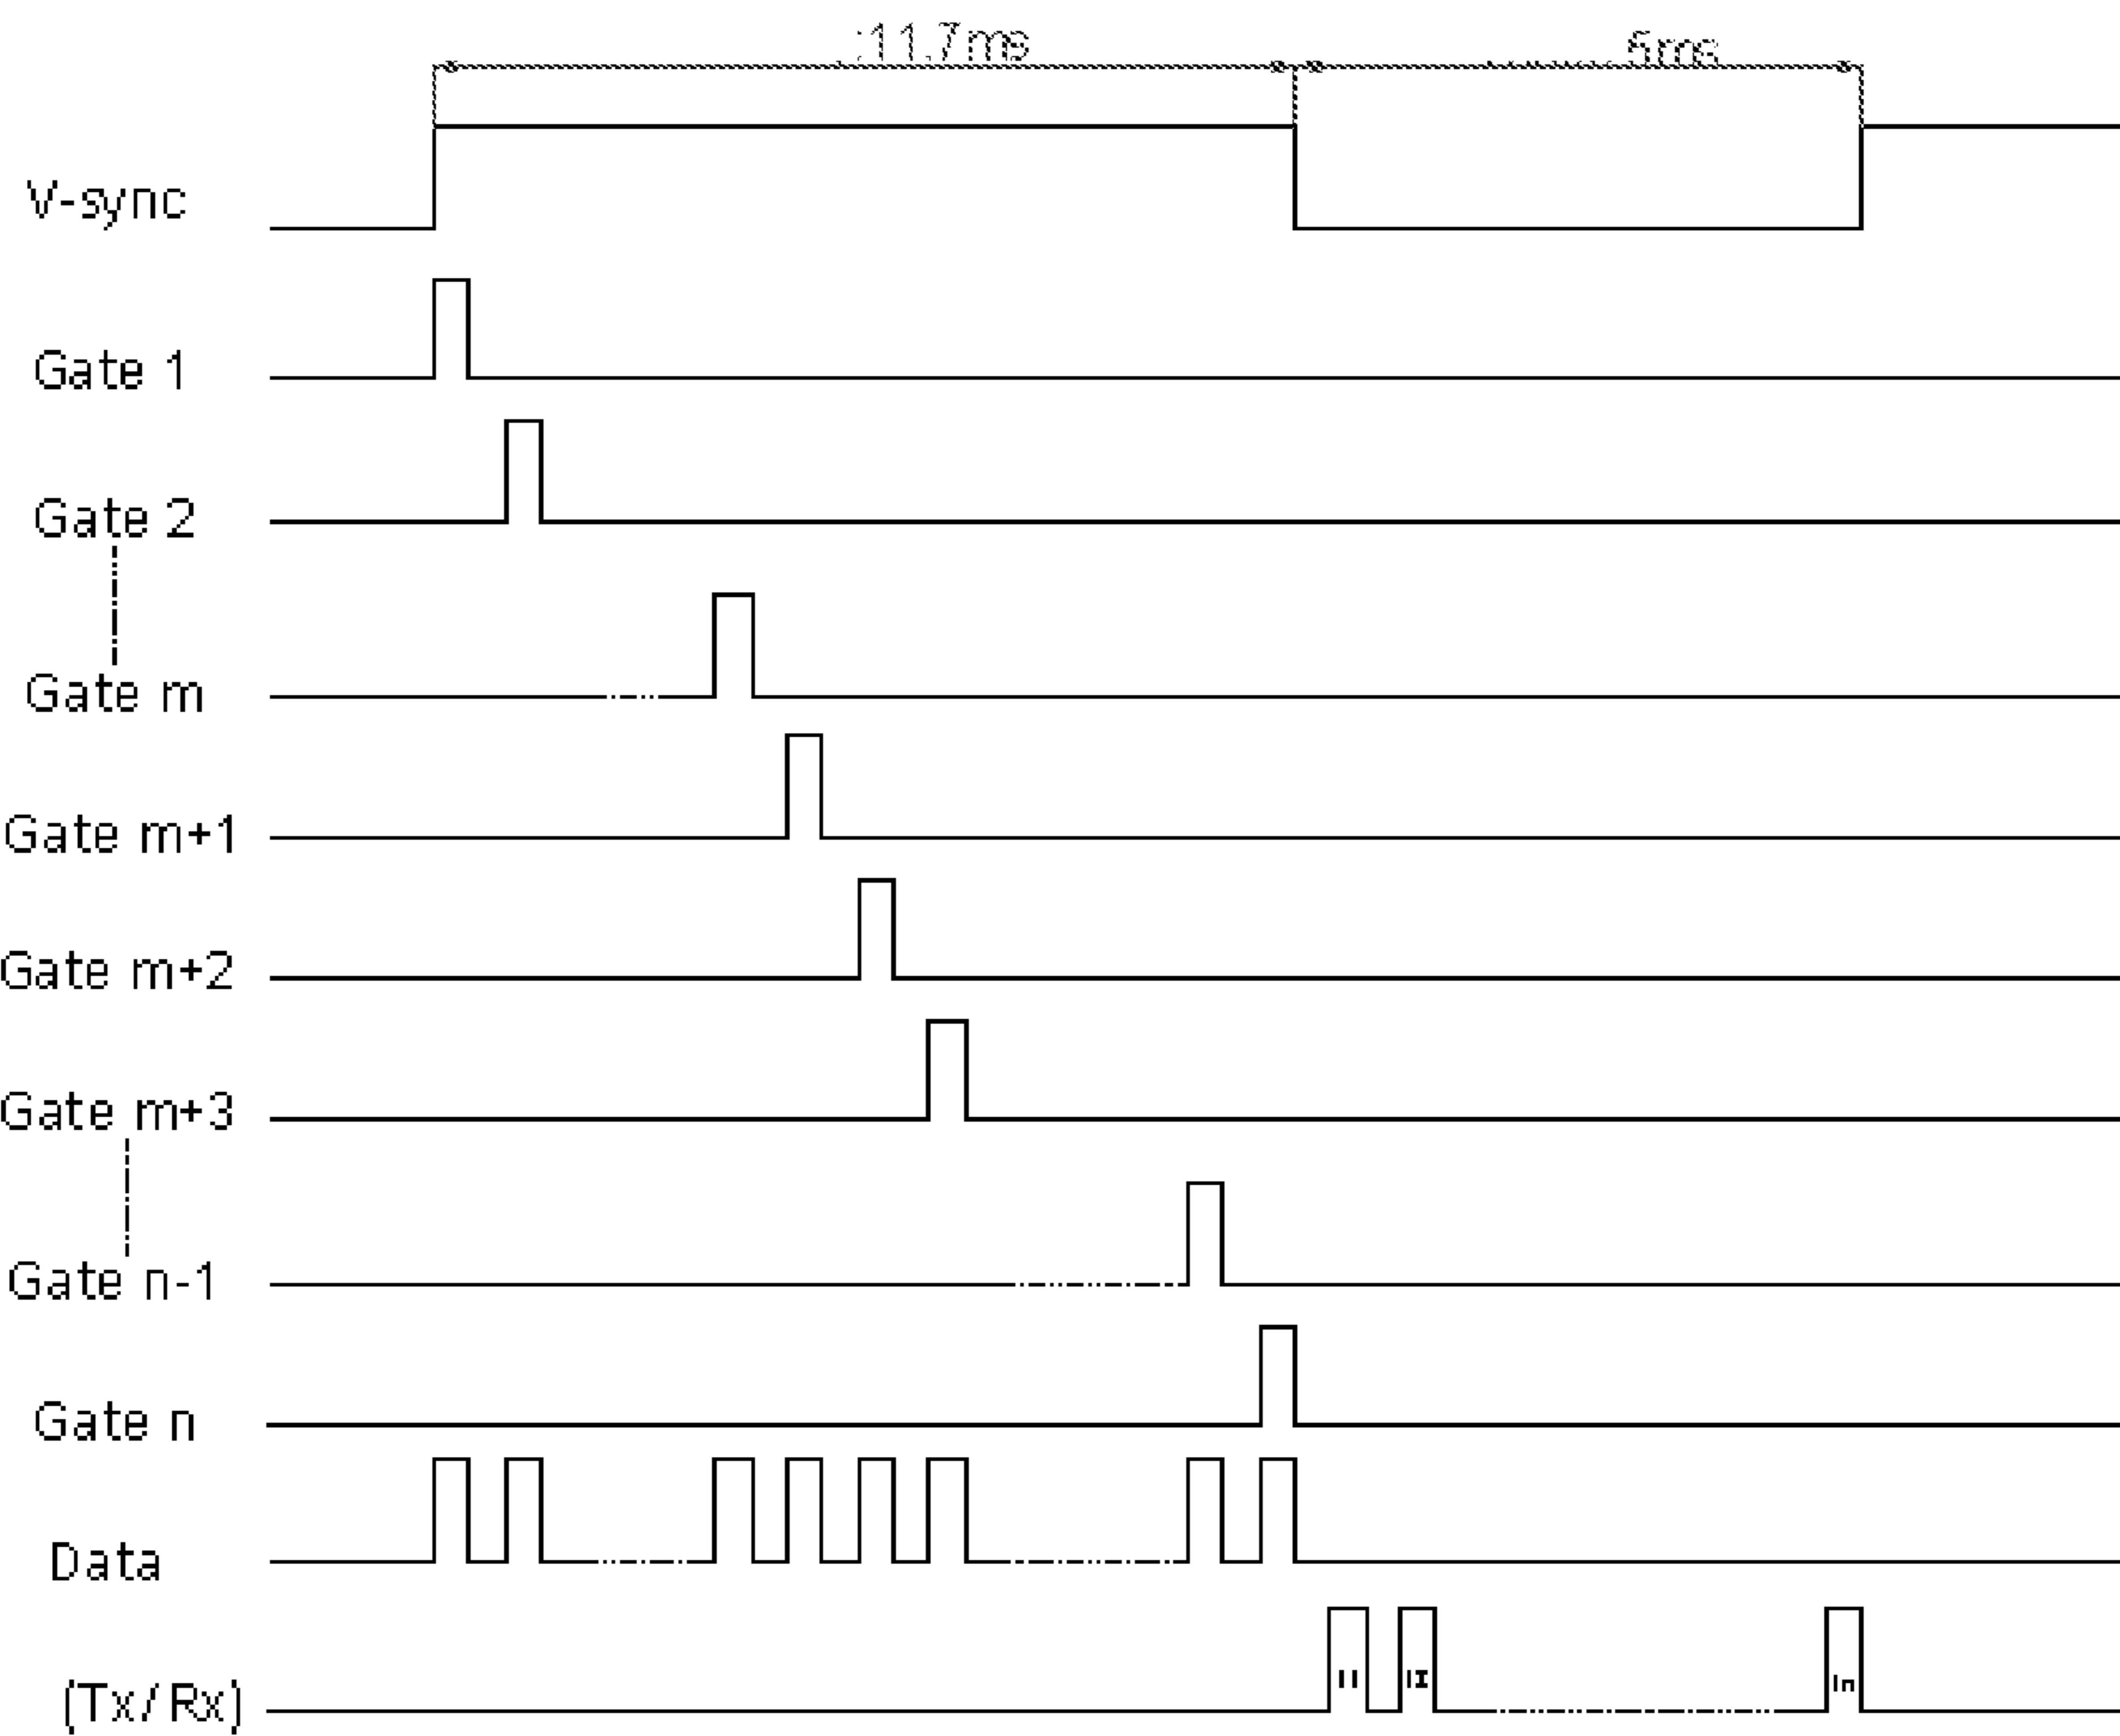 11.7ms
5ms
V-sync
Gate 1
Gate 2
Gate m
Gate m+1
Gate m+2
Gate m+3
Gate n-1
Gate n
Data
(Tx/Rx)